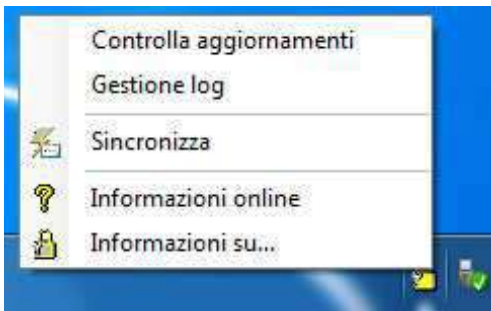 Controlla aggiornamenti
Gestione log
Sincronizza
Informazioni online
Informazioni su...